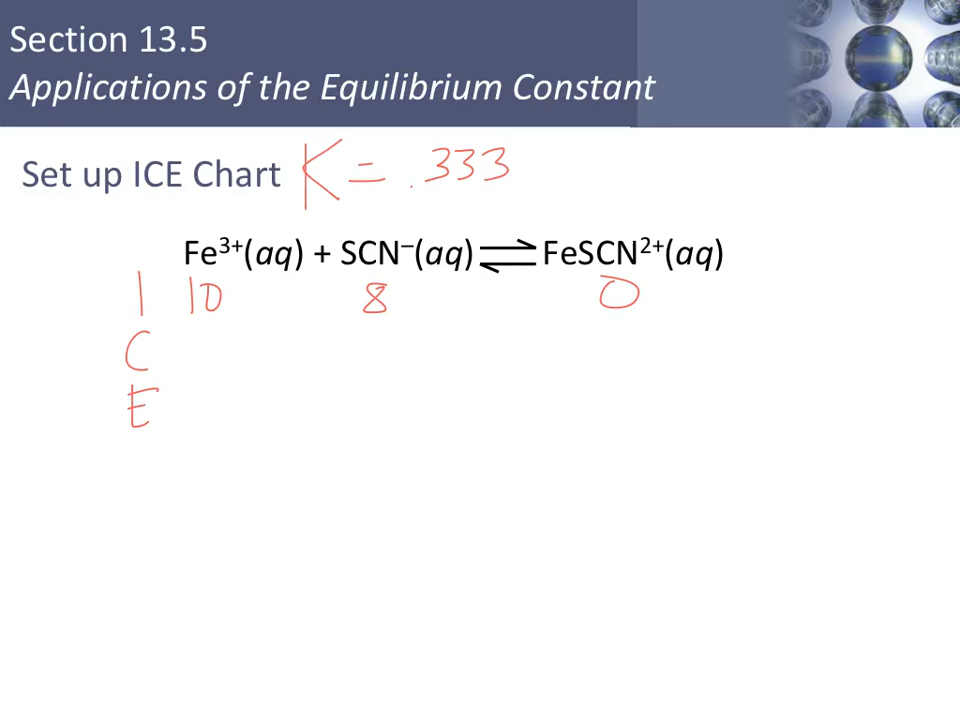 Section 13.5
Applications of the Equilibrium Constant
Set up ICE Chart K = .333
Fe³⁺(aq) + SCN⁻(aq) ⇌ FeSCN²⁺(aq)
I 10 8 0
C
E